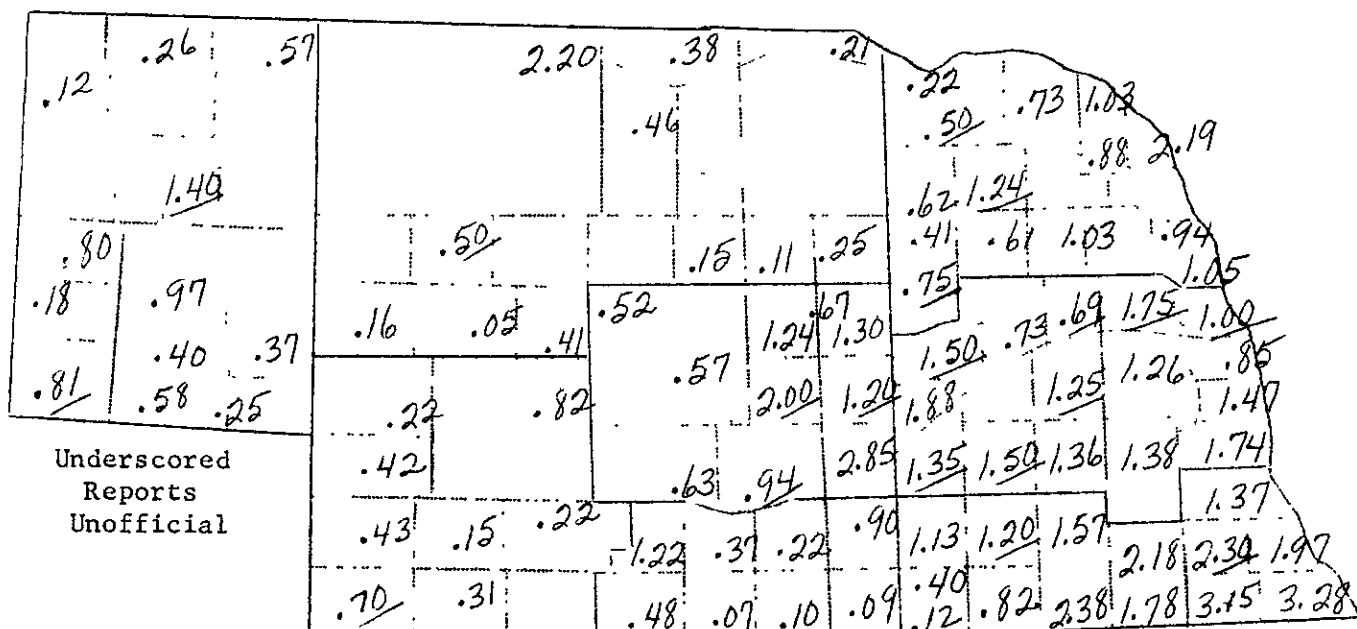 .12 .26 .57 2.20 .38 .21
.22 .73 1.03
.46 .50 .88 2.19
1.40 .62 1.24
.80 .50 .15 .11 .25 .41 .61 1.03 .94
.18 .97 .75 1.05
.16 .05 .41 .52 .67 .69 1.75 1.00
.40 .37 1.24 1.30 1.50 .73 .85
.81 .58 .25 .22 .82 .57 2.00 1.20 1.88 1.25 1.26 1.47
Underscored
Reports
Unofficial
.42 .63 .94 2.85 1.35 1.50 1.36 1.38 1.74
1.37
.43 .15 .22 1.22 .37 .22 .90 1.13 1.20 1.57 2.18 1.97
.40
.70 .31 .48 .07 .10 .09 .12 .82 2.38 1.78 3.28